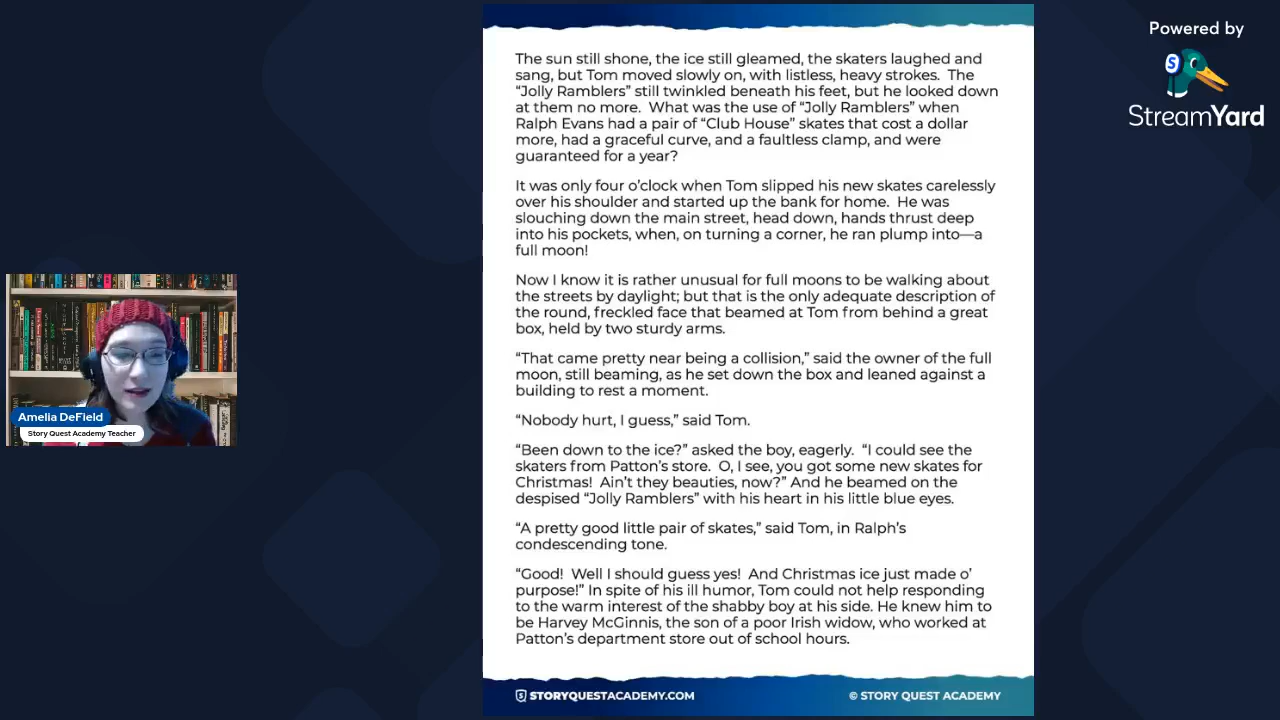 The sun still shone, the ice still gleamed, the skaters laughed and
sang, but Tom moved slowly on, with listless, heavy strokes.  The
“Jolly Ramblers” still twinkled beneath his feet, but he looked down
at them no more.  What was the use of “Jolly Ramblers” when
Ralph Evans had a pair of “Club House” skates that cost a dollar
more, had a graceful curve, and a faultless clamp, and were
guaranteed for a year?
It was only four o’clock when Tom slipped his new skates carelessly
over his shoulder and started up the bank for home.  He was
slouching down the main street, head down, hands thrust deep
into his pockets, when, on turning a corner, he ran plump into—a
full moon!
Now I know it is rather unusual for full moons to be walking about
the streets by daylight; but that is the only adequate description of
the round, freckled face that beamed at Tom from behind a great
box, held by two sturdy arms.
“That came pretty near being a collision,” said the owner of the full
moon, still beaming, as he set down the box and leaned against a
building to rest a moment.
“Nobody hurt, I guess,” said Tom.
“Been down to the ice?” asked the boy, eagerly.  “I could see the
skaters from Patton’s store.  O, I see, you got some new skates for
Christmas!  Ain’t they beauties, now?” And he beamed on the
despised “Jolly Ramblers” with his heart in his little blue eyes.
“A pretty good little pair of skates,” said Tom, in Ralph’s
condescending tone.
“Good!  Well I should guess yes!  And Christmas ice just made o’
purpose!” In spite of his ill humor, Tom could not help responding
to the warm interest of the shabby boy at his side. He knew him to
be Harvey McGinnis, the son of a poor Irish widow, who worked at
Patton’s department store out of school hours.
STORYQUESTACADEMY.COM
© STORY QUEST ACADEMY
Amelia DeField
Story Quest Academy Teacher
Powered by
S
StreamYard